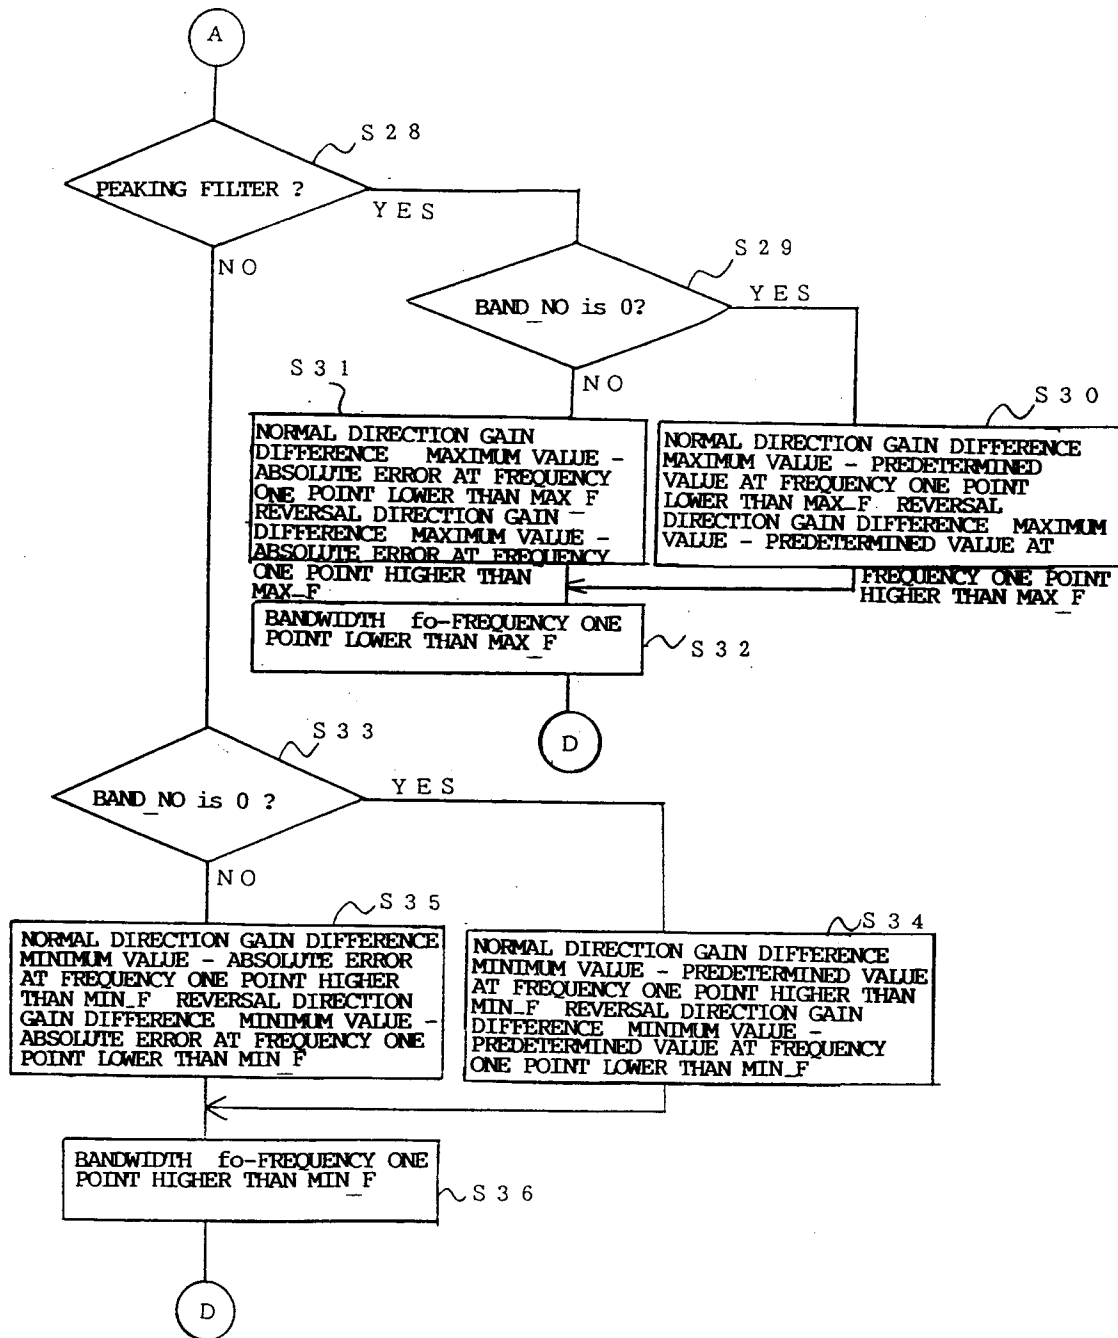 A
S28
PEAKING FILTER ?
YES
NO
S29
BAND_NO is 0?
YES
NO
S31
NORMAL DIRECTION GAIN
DIFFERENCE MAXIMUM VALUE -
ABSOLUTE ERROR AT FREQUENCY
ONE POINT LOWER THAN MAX_F
REVERSAL DIRECTION GAIN
DIFFERENCE MAXIMUM VALUE -
ABSOLUTE ERROR AT FREQUENCY
ONE POINT HIGHER THAN
MAX_F
S30
NORMAL DIRECTION GAIN DIFFERENCE
MAXIMUM VALUE - PREDETERMINED
VALUE AT FREQUENCY ONE POINT
LOWER THAN MAX_F REVERSAL
DIRECTION GAIN DIFFERENCE MAXIMUM
VALUE - PREDETERMINED VALUE AT
FREQUENCY ONE POINT
HIGHER THAN MAX_F
BANDWIDTH fo-FREQUENCY ONE
POINT LOWER THAN MAX_F
S32
D
S33
BAND_NO is 0 ?
YES
NO
S35
NORMAL DIRECTION GAIN DIFFERENCE
MINIMUM VALUE - ABSOLUTE ERROR
AT FREQUENCY ONE POINT HIGHER
THAN MIN_F REVERSAL DIRECTION
GAIN DIFFERENCE MINIMUM VALUE -
ABSOLUTE ERROR AT FREQUENCY ONE
POINT LOWER THAN MIN_F
S34
NORMAL DIRECTION GAIN DIFFERENCE
MINIMUM VALUE - PREDETERMINED VALUE
AT FREQUENCY ONE POINT HIGHER THAN
MIN_F REVERSAL DIRECTION GAIN
DIFFERENCE MINIMUM VALUE -
PREDETERMINED VALUE AT FREQUENCY
ONE POINT LOWER THAN MIN_F
BANDWIDTH fo-FREQUENCY ONE
POINT HIGHER THAN MIN_F
S36
D